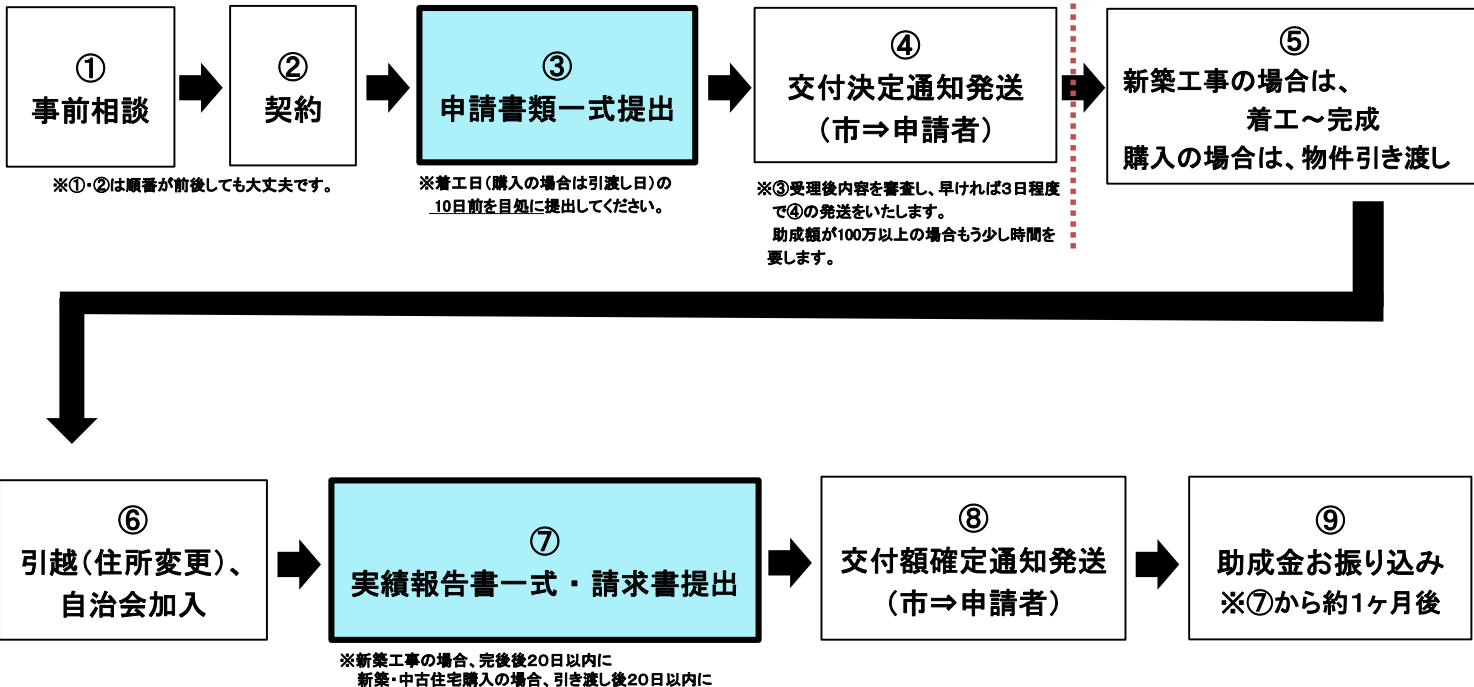 ①
事前相談
②
契約
※①・②は順番が前後しても大丈夫です。
③
申請書類一式提出
※着工日(購入の場合は引渡し日)の
10日前を目処に提出してください。
④
交付決定通知発送
(市⇒申請者)
※③受理後内容を審査し、早ければ3日程度
で④の発送をいたします。
助成額が100万以上の場合もう少し時間を
要します。
⑤
新築工事の場合は、
着工～完成
購入の場合は、物件引き渡し
⑥
引越(住所変更)、
自治会加入
⑦
実績報告書一式・請求書提出
※新築工事の場合、完後後20日以内に
新築・中古住宅購入の場合、引き渡し後20日以内に
⑧
交付額確定通知発送
(市⇒申請者)
⑨
助成金お振り込み
※⑦から約1ヶ月後